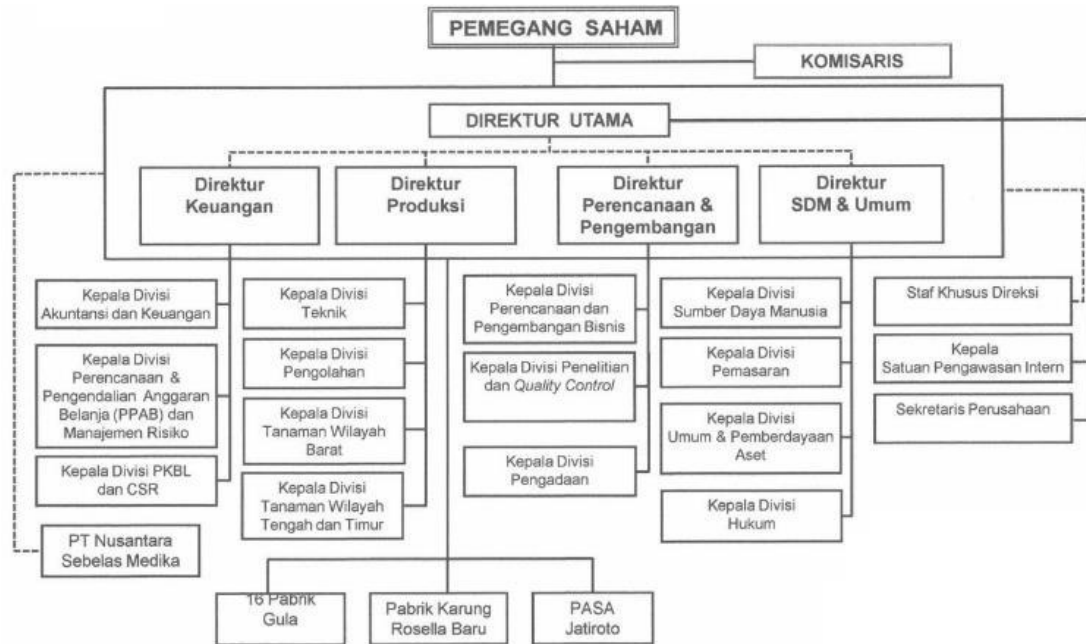 PEMEGANG SAHAM
KOMISARIS
DIREKTUR UTAMA
Direktur
Keuangan
Direktur
Produksi
Direktur
Perencanaan &
Pengembangan
Direktur
SDM & Umum
Kepala Divisi
Akuntansi dan Keuangan
Kepala Divisi
Perencanaan &
Pengendalian Anggaran
Belanja (PPAB) dan
Manajemen Risiko
Kepala Divisi PKBL
dan CSR
PT Nusantara
Sebelas Medika
Kepala Divisi
Teknik
Kepala Divisi
Pengolahan
Kepala Divisi
Tanaman Wilayah
Barat
Kepala Divisi
Tanaman Wilayah
Tengah dan Timur
Kepala Divisi
Perencanaan dan
Pengembangan Bisnis
Kepala Divisi Penelitian
dan Quality Control
Kepala Divisi
Pengadaan
Kepala Divisi
Sumber Daya Manusia
Kepala Divisi
Pemasaran
Kepala Divisi
Umum & Pemberdayaan
Aset
Kepala Divisi
Hukum
Staf Khusus Direksi
Kepala
Satuan Pengawasan Intern
Sekretaris Perusahaan
16 Pabrik
Gula
Pabrik Karung
Rosella Baru
PASA
Jatiroto